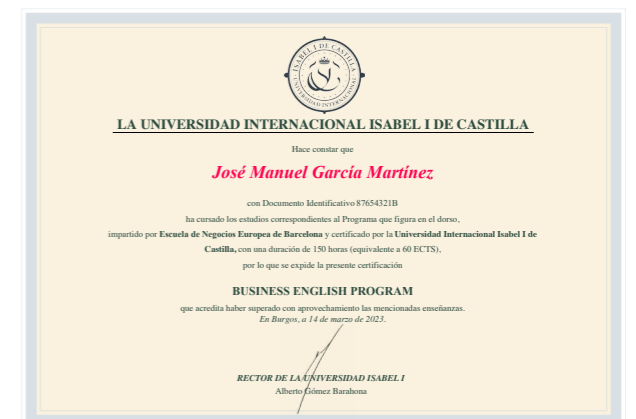 ISABEL I DE CASTILLA
UNIVERSIDAD INTERNACIONAL
LA UNIVERSIDAD INTERNACIONAL ISABEL I DE CASTILLA
Hace constar que
José Manuel García Martínez
con Documento Identificativo 87654321B
ha cursado los estudios correspondientes al Programa que figura en el dorso,
impartido por Escuela de Negocios Europea de Barcelona y certificado por la Universidad Internacional Isabel I de
Castilla, con una duración de 150 horas (equivalente a 60 ECTS),
por lo que se expide la presente certificación
BUSINESS ENGLISH PROGRAM
que acredita haber superado con aprovechamiento las mencionadas enseñanzas.
En Burgos, a 14 de marzo de 2023.
RECTOR DE LA UNIVERSIDAD ISABEL I
Alberto Gómez Barahona